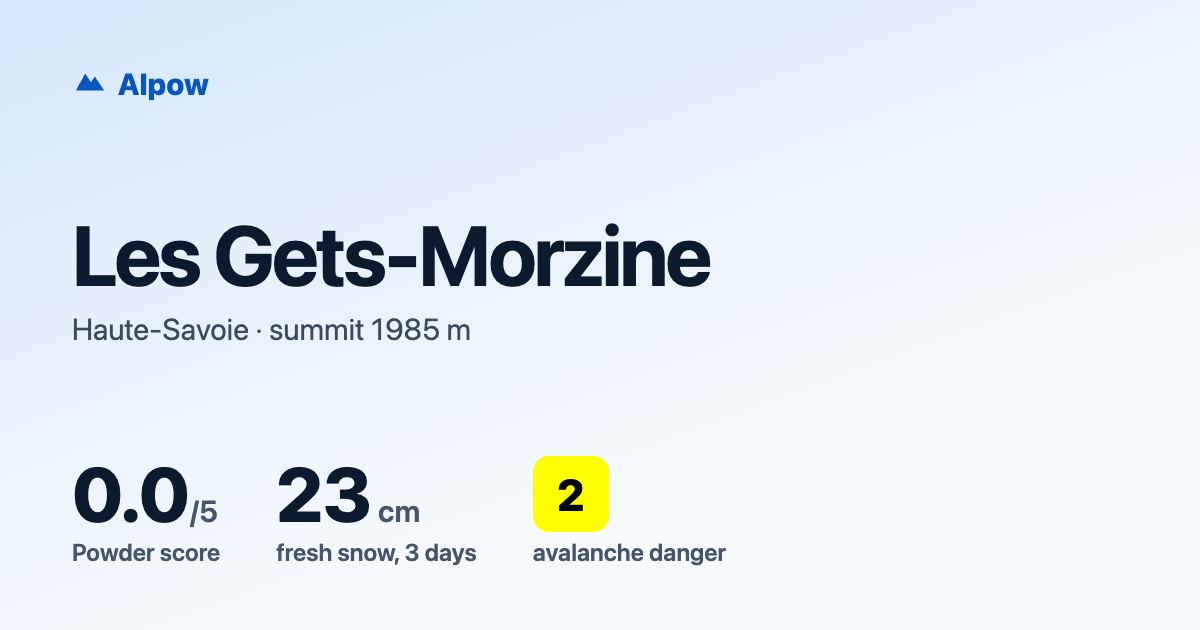 Alpow
Les Gets-Morzine
Haute-Savoie · summit 1985 m
0.0/5 23 cm 2
Powder score fresh snow, 3 days avalanche danger